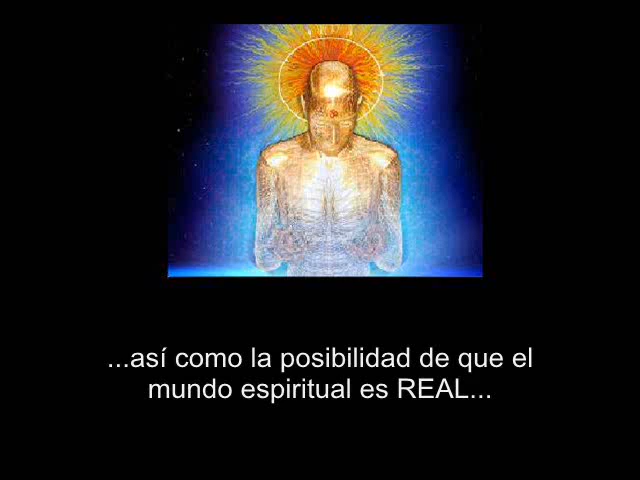 ...así como la posibilidad de que el
mundo espiritual es REAL...